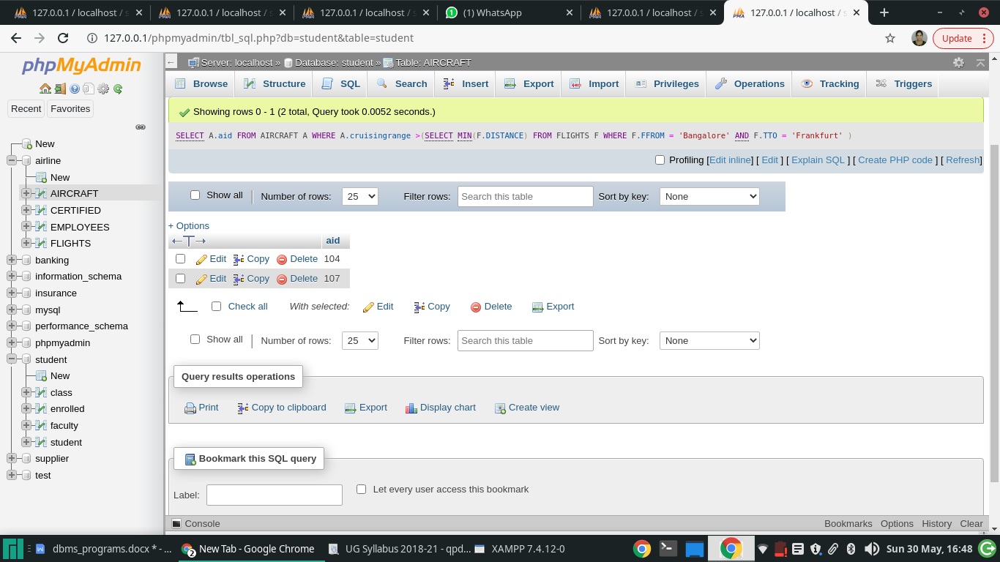 127.0.0.1 / localhost / s
127.0.0.1 / localhost / s
127.0.0.1 / localhost / s
(1) WhatsApp
127.0.0.1 / localhost / s
127.0.0.1 / localhost / s
127.0.0.1/phpmyadmin/tbl_sql.php?db=student&table=student
Update
phpMyAdmin
Recent
Favorites
New
airline
New
AIRCRAFT
CERTIFIED
EMPLOYEES
FLIGHTS
banking
information_schema
insurance
mysql
performance_schema
phpmyadmin
student
New
class
enrolled
faculty
student
supplier
test
Server: localhost » Database: student » Table: AIRCRAFT
Browse Structure SQL Search Insert Export Import Privileges Operations Tracking Triggers
Showing rows 0 - 1 (2 total, Query took 0.0052 seconds.)
SELECT A.aid FROM AIRCRAFT A WHERE A.cruisingrange >(SELECT MIN(F.DISTANCE) FROM FLIGHTS F WHERE F.FFROM = 'Bangalore' AND F.TTO = 'Frankfurt' )
Profiling [Edit inline] [ Edit ] [ Explain SQL ] [ Create PHP code ] [ Refresh]
Show all Number of rows: 25 Filter rows: Search this table Sort by key: None
+ Options
←T→ aid
Edit Copy Delete 104
Edit Copy Delete 107
Check all With selected: Edit Copy Delete Export
Show all Number of rows: 25 Filter rows: Search this table Sort by key: None
Query results operations
Print Copy to clipboard Export Display chart Create view
Bookmark this SQL query
Label: Let every user access this bookmark
Console Bookmarks Options History Clear
dbms_programs.docx * - ... New Tab - Google Chrome UG Syllabus 2018-21 - qpd... XAMPP 7.4.12-0 Sun 30 May, 16:48